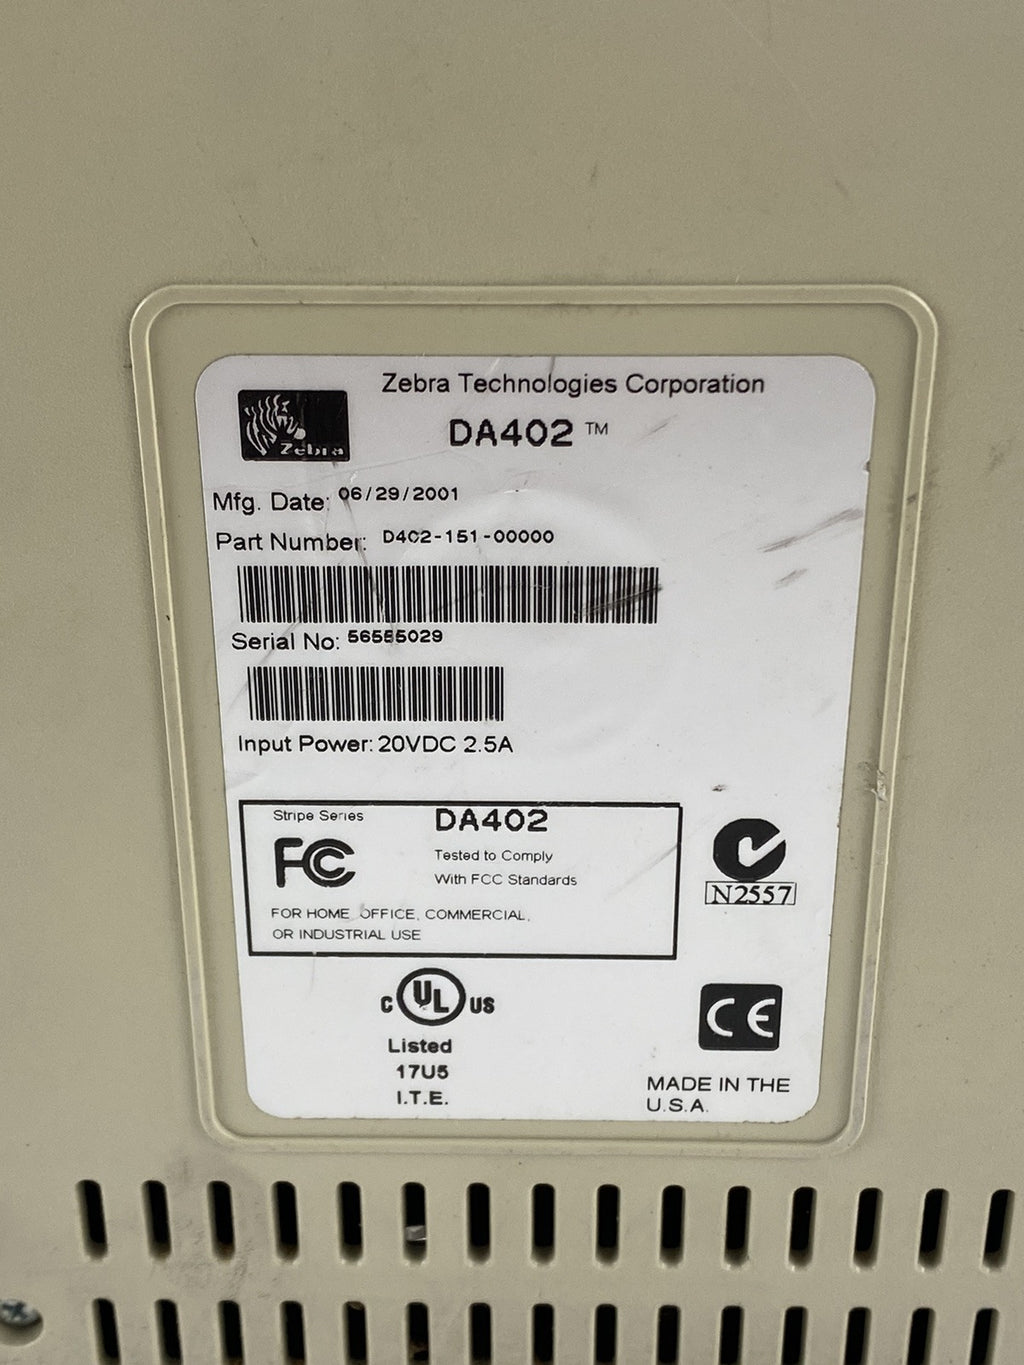 Zebra Technologies Corporation
Zebra
DA402 ™
Mfg. Date: 06/29/2001
Part Number: D402-151-00000
Serial No: 56555029
Input Power: 20VDC 2.5A
Stripe Series
DA402
FC
Tested to Comply
With FCC Standards
FOR HOME, OFFICE, COMMERCIAL,
OR INDUSTRIAL USE
N2557
C UL US
Listed
17U5
I.T.E.
CE
MADE IN THE
U.S.A.